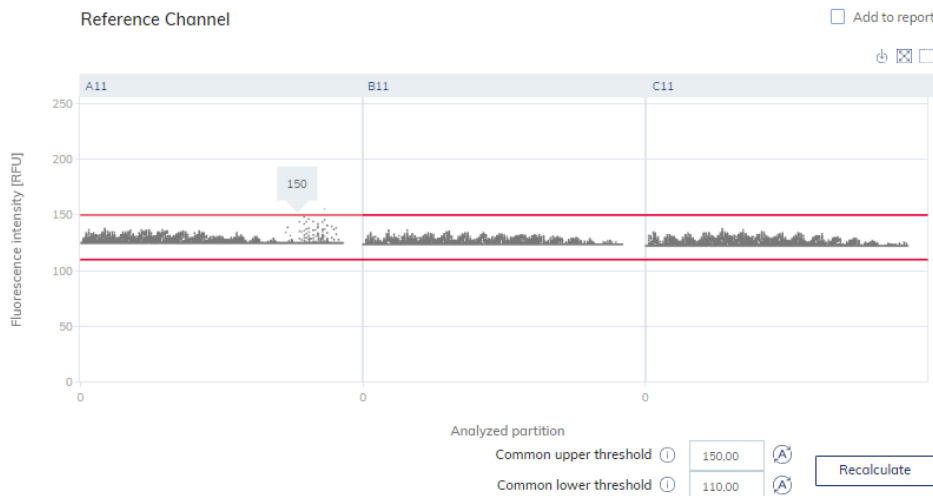 Reference Channel
Add to report
A11 B11 C11
250
200
150
150
100
50
0
0 0 0
Fluorescence intensity [RFU]
Analyzed partition
Common upper threshold i 150,00 A
Common lower threshold i 110,00 A
Recalculate